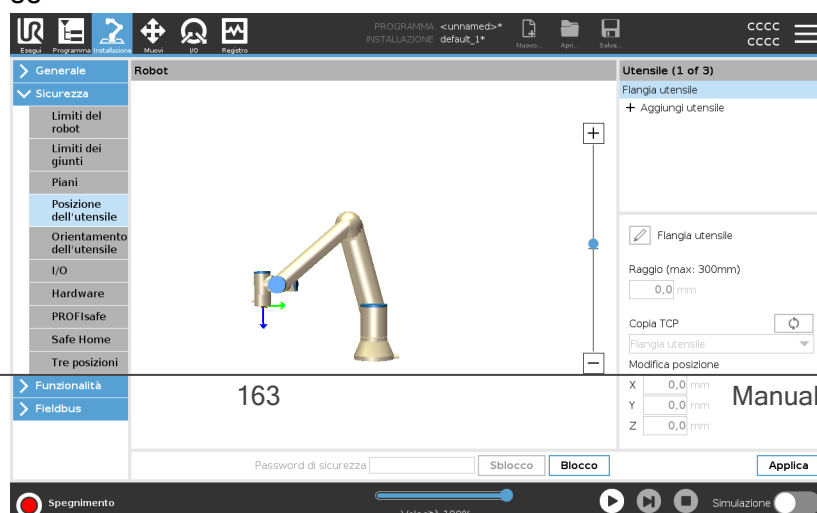 PROGRAMMA <unnamed>*
INSTALLAZIONE default_1*
Esegui Programma Installazione Muovi I/O Registro Nuovo... Apri... Salva...
CCCC
CCCC
Generale
Sicurezza
Limiti del
robot
Limiti dei
giunti
Piani
Posizione
dell'utensile
Orientamento
dell'utensile
I/O
Hardware
PROFIsafe
Safe Home
Tre posizioni
Funzionalità
Fieldbus
Robot
Utensile (1 of 3)
Flangia utensile
+ Aggiungi utensile
Flangia utensile
Raggio (max: 300mm)
0,0 mm
Copia TCP
Flangia utensile
Modifica posizione
X 0,0 mm
Y 0,0 mm
Z 0,0 mm
163
Manual
Password di sicurezza Sblocco Blocco Applica
Spegnimento
Velocità 100%
Simulazione